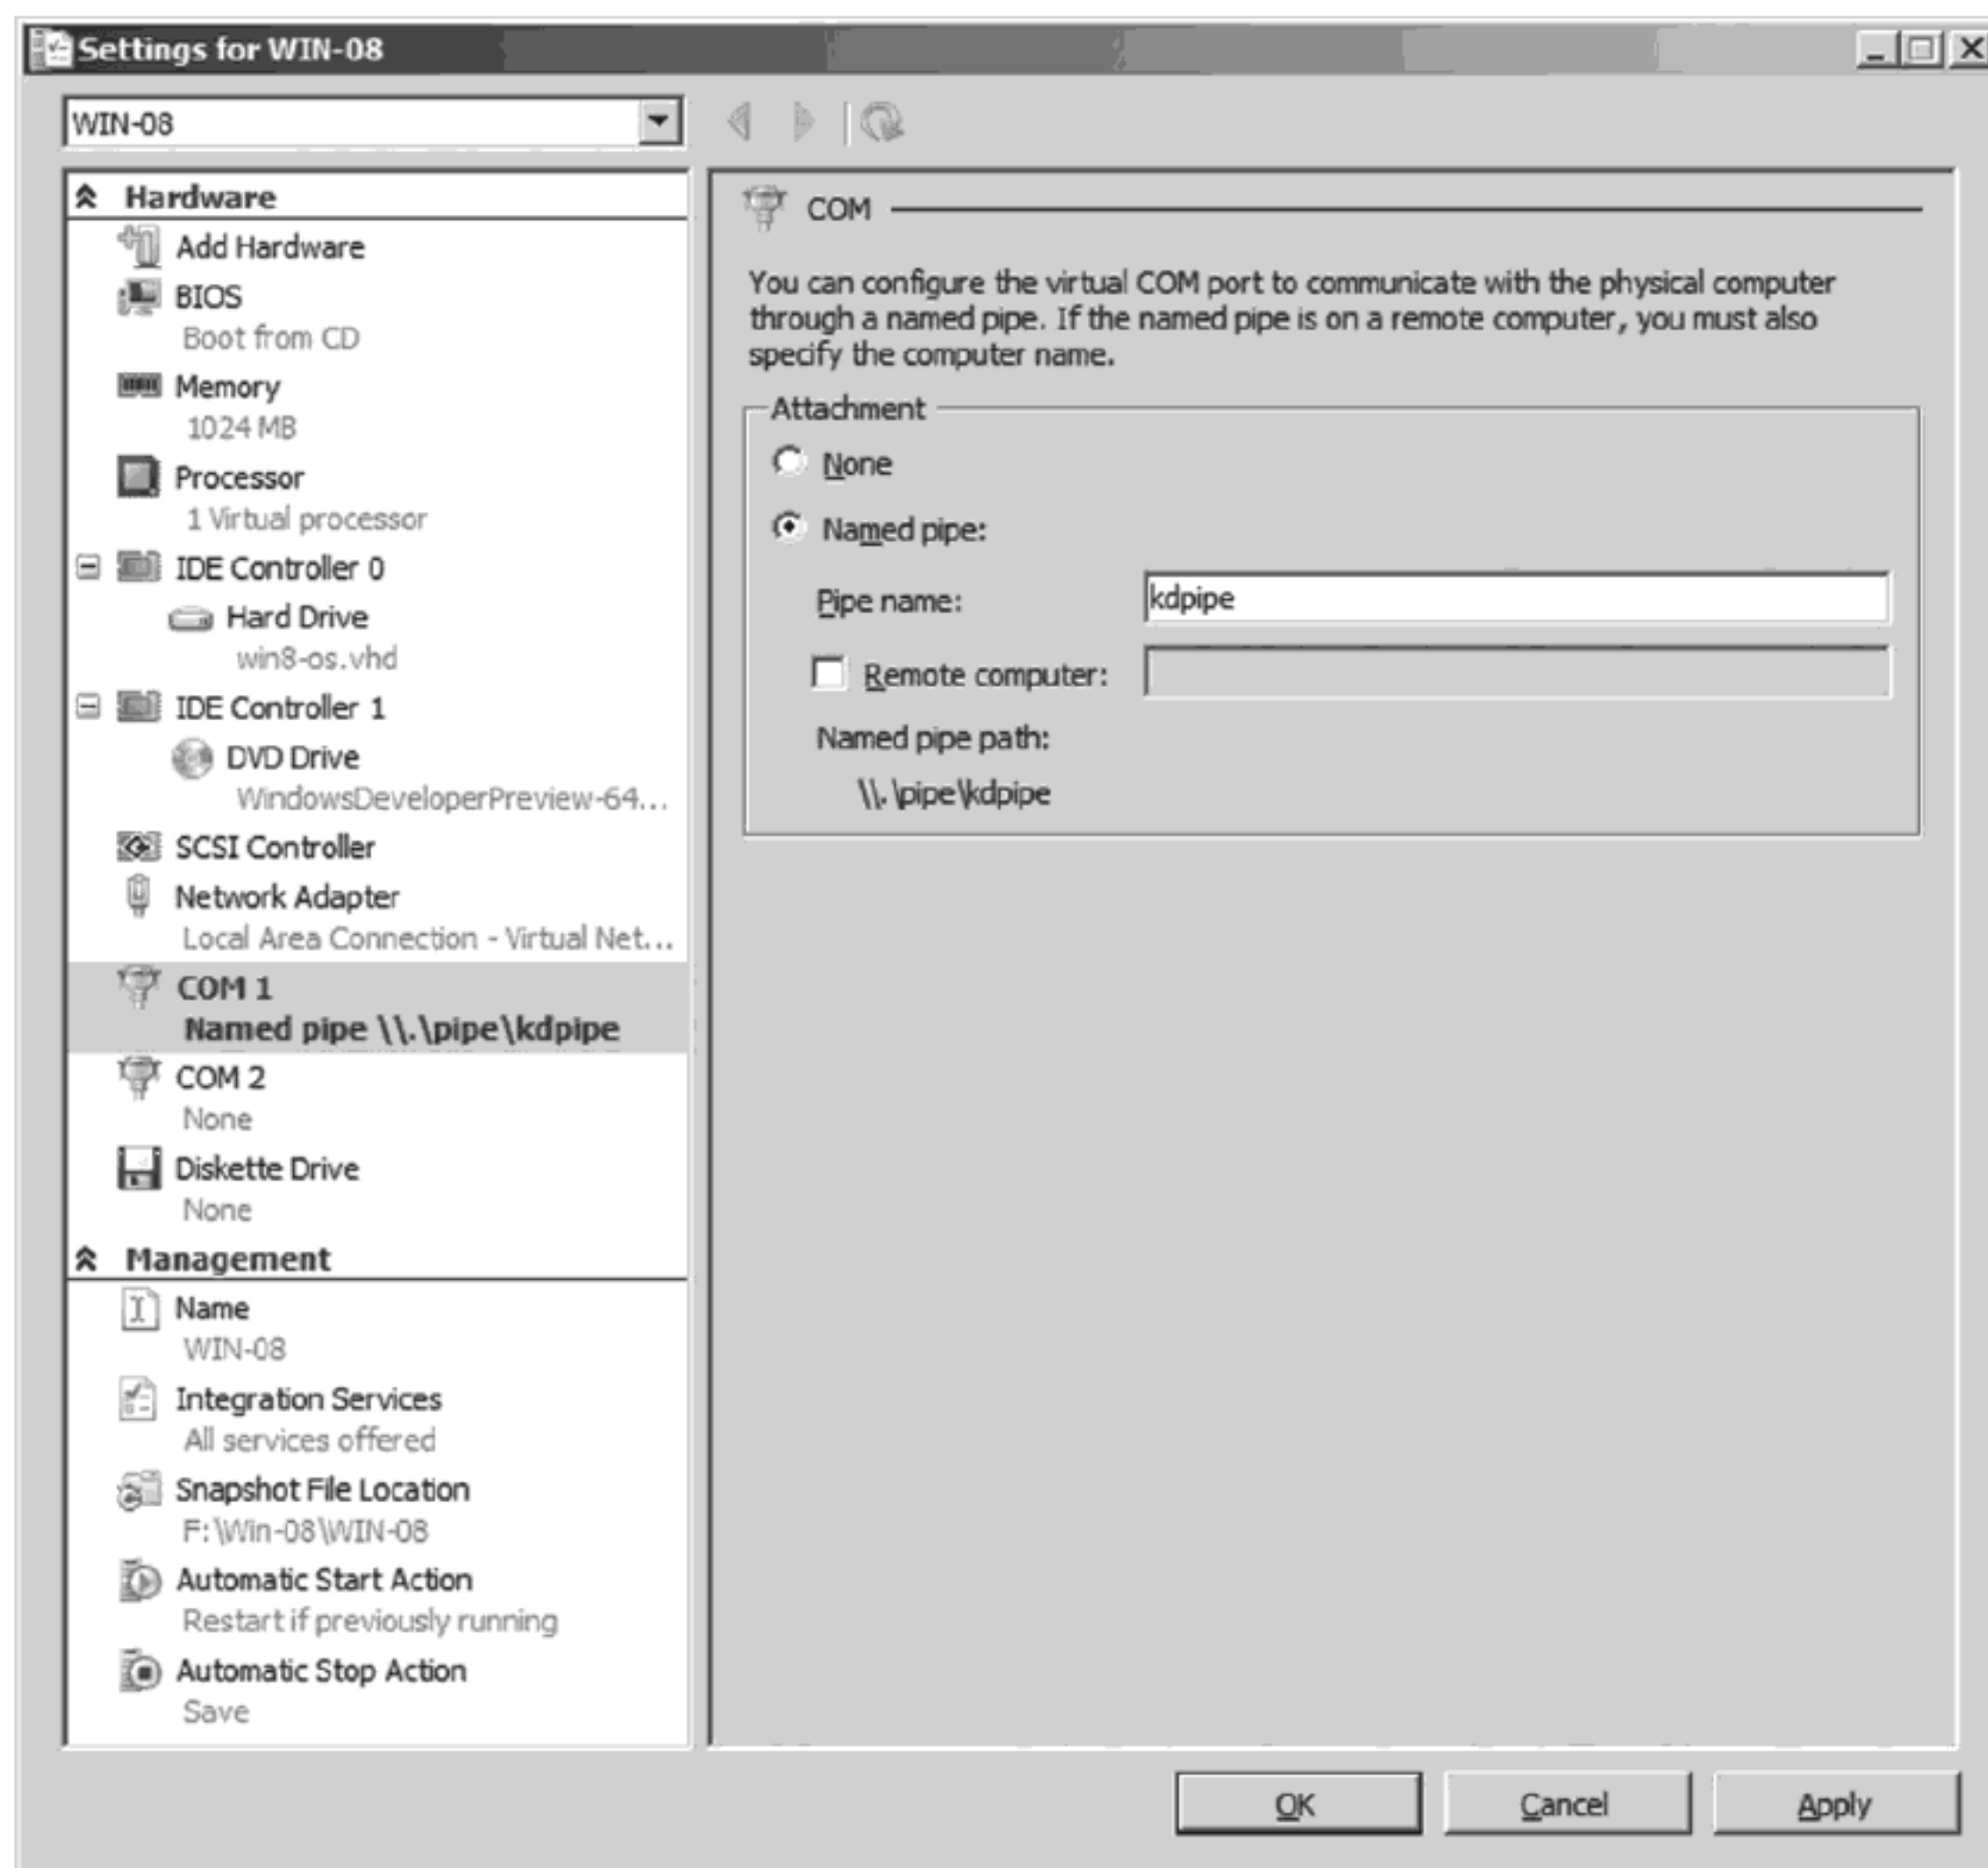 Settings for WIN-08
WIN-08
Hardware
Add Hardware
BIOS
Boot from CD
Memory
1024 MB
Processor
1 Virtual processor
IDE Controller 0
Hard Drive
win8-os.vhd
IDE Controller 1
DVD Drive
WindowsDeveloperPreview-64...
SCSI Controller
Network Adapter
Local Area Connection - Virtual Net...
COM 1
Named pipe \\.\pipe\kdpipe
COM 2
None
Diskette Drive
None
Management
Name
WIN-08
Integration Services
All services offered
Snapshot File Location
F:\Win-08\WIN-08
Automatic Start Action
Restart if previously running
Automatic Stop Action
Save
COM
You can configure the virtual COM port to communicate with the physical computer
through a named pipe. If the named pipe is on a remote computer, you must also
specify the computer name.
Attachment
None
Named pipe:
Pipe name:
kdpipe
Remote computer:
Named pipe path:
\\.\pipe\kdpipe
OK
Cancel
Apply